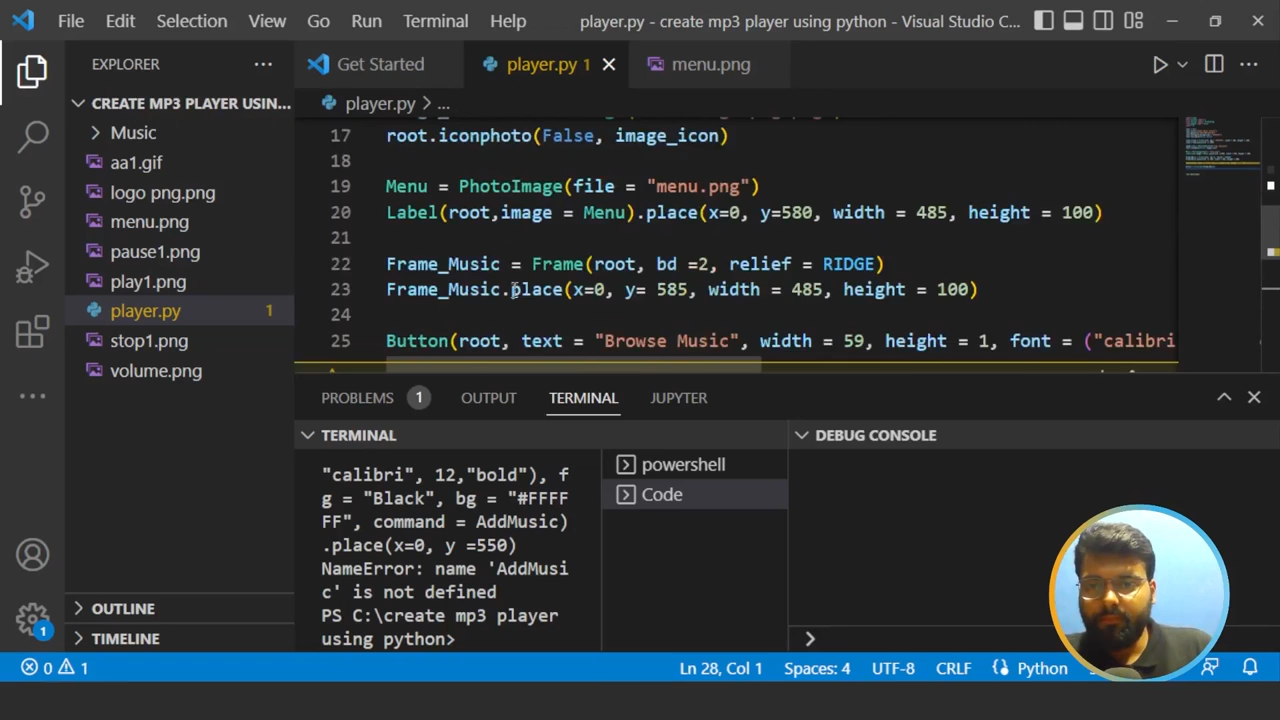 File Edit Selection View Go Run Terminal Help player.py - create mp3 player using python - Visual Studio C...
EXPLORER ...
Get Started player.py 1 menu.png
CREATE MP3 PLAYER USIN...
player.py > ...
Music
aa1.gif
logo png.png
menu.png
pause1.png
play1.png
player.py 1
stop1.png
volume.png
17 root.iconphoto(False, image_icon)
18
19 Menu = PhotoImage(file = "menu.png")
20 Label(root,image = Menu).place(x=0, y=580, width = 485, height = 100)
21
22 Frame_Music = Frame(root, bd =2, relief = RIDGE)
23 Frame_Music.place(x=0, y= 585, width = 485, height = 100)
24
25 Button(root, text = "Browse Music", width = 59, height = 1, font = ("calibri
PROBLEMS 1 OUTPUT TERMINAL JUPYTER
TERMINAL
"calibri", 12,"bold"), f
g = "Black", bg = "#FFFF
FF", command = AddMusic)
.place(x=0, y =550)
NameError: name 'AddMusi
c' is not defined
PS C:\create mp3 player
using python>
powershell
Code
DEBUG CONSOLE
>
OUTLINE
TIMELINE
1
0 1 Ln 28, Col 1 Spaces: 4 UTF-8 CRLF Python